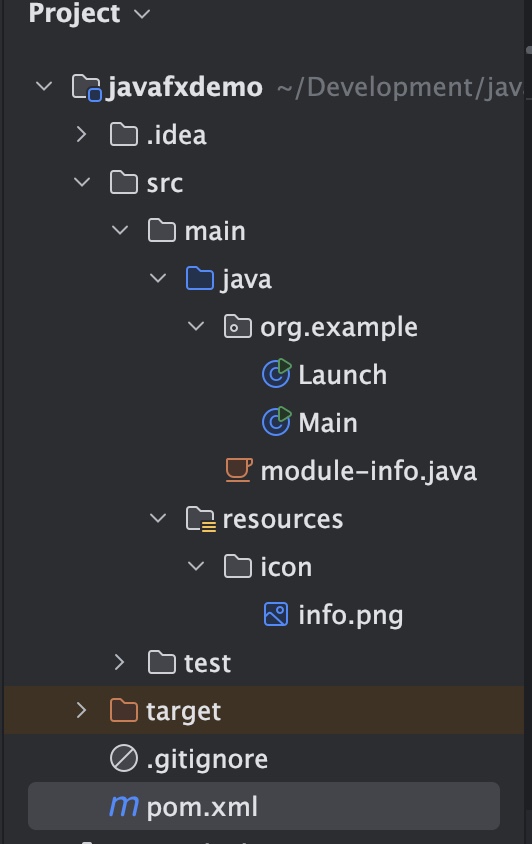 Project
javafxdemo ~/Development/jav
.idea
src
main
java
org.example
Launch
Main
module-info.java
resources
icon
info.png
test
target
.gitignore
m pom.xml